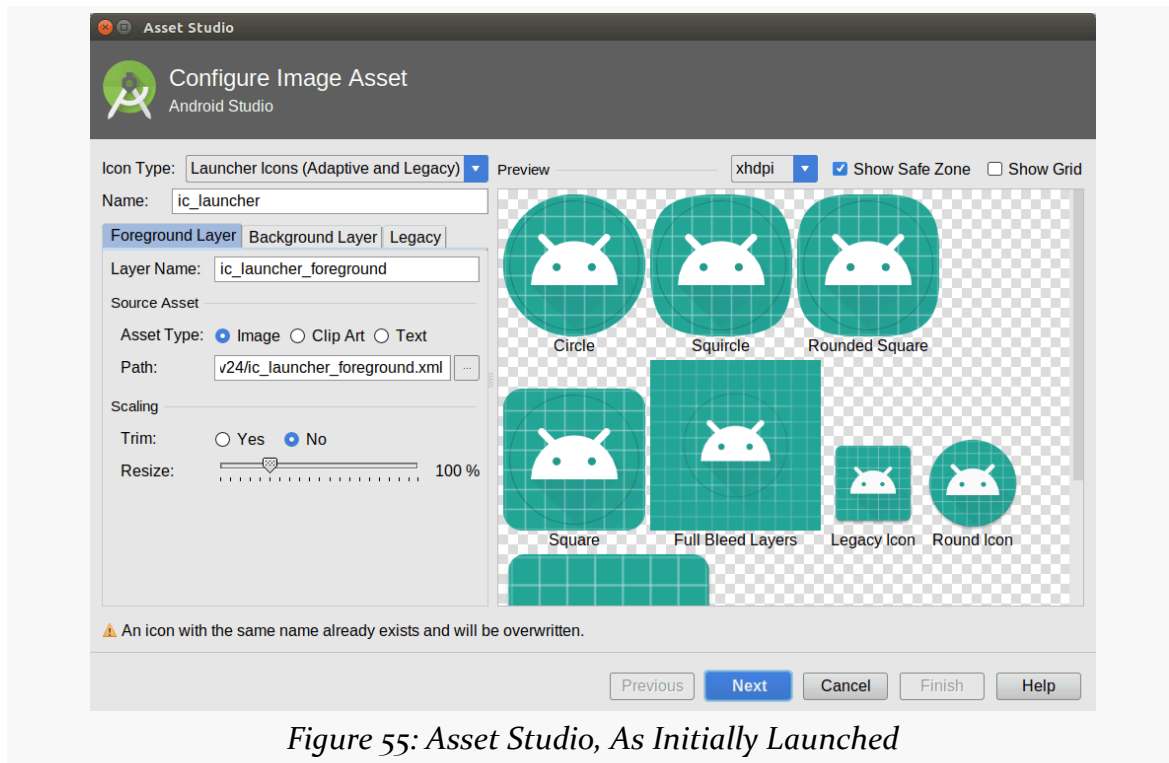 Asset Studio
Configure Image Asset
Android Studio
Icon Type: Launcher Icons (Adaptive and Legacy)
Name: ic_launcher
Foreground Layer Background Layer Legacy
Layer Name: ic_launcher_foreground
Source Asset
Asset Type: Image Clip Art Text
Path: v24/ic_launcher_foreground.xml ...
Scaling
Trim: Yes No
Resize: 100 %
Preview xhdpi Show Safe Zone Show Grid
Circle Squircle Rounded Square
Square Full Bleed Layers Legacy Icon Round Icon
An icon with the same name already exists and will be overwritten.
Previous Next Cancel Finish Help
Figure 55: Asset Studio, As Initially Launched